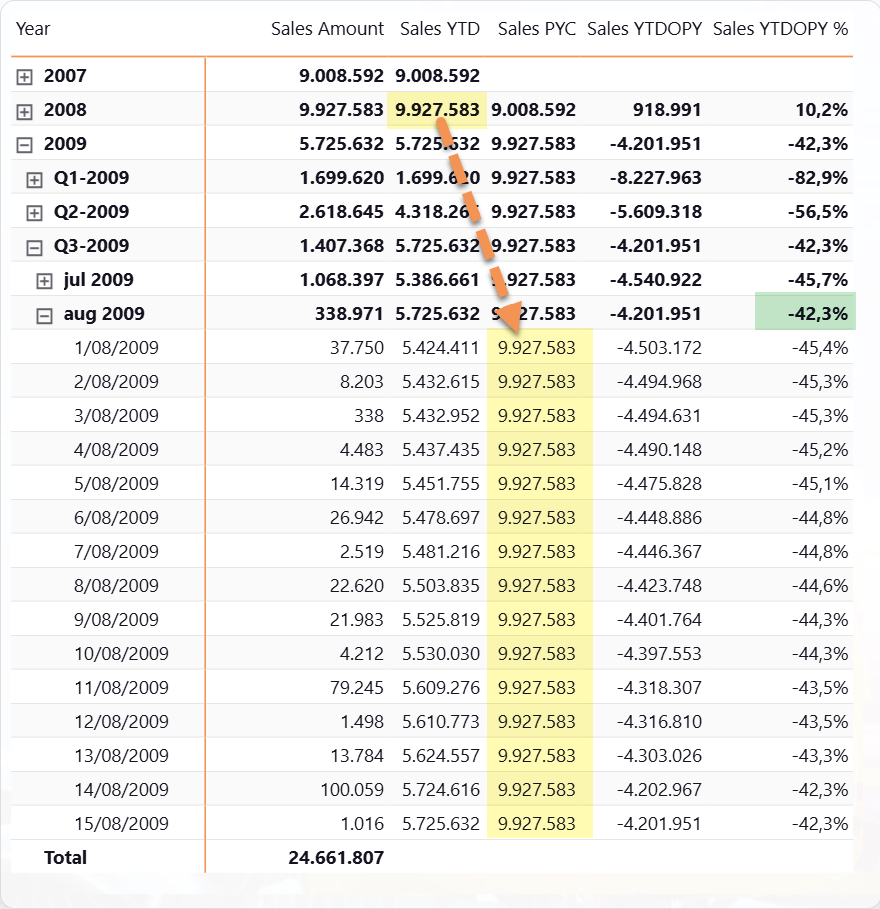 Year Sales Amount Sales YTD Sales PYC Sales YTDOPY Sales YTDOPY %
2007 9.008.592 9.008.592
2008 9.927.583 9.927.583 9.008.592 918.991 10,2%
2009 5.725.632 5.725.632 9.927.583 -4.201.951 -42,3%
Q1-2009 1.699.620 1.699.620 9.927.583 -8.227.963 -82,9%
Q2-2009 2.618.645 9.927.583 -5.609.318 -56,5%
Q3-2009 1.407.368 5.725.632 9.927.583 -4.201.951 -42,3%
jul 2009 1.068.397 5.386.661 9.927.583 -4.540.922 -45,7%
aug 2009 338.971 5.725.632 9.927.583 -4.201.951 -42,3%
1/08/2009 37.750 5.424.411 9.927.583 -4.503.172 -45,4%
2/08/2009 8.203 5.432.615 9.927.583 -4.494.968 -45,3%
3/08/2009 338 5.432.952 9.927.583 -4.494.631 -45,3%
4/08/2009 4.483 5.437.435 9.927.583 -4.490.148 -45,2%
5/08/2009 14.319 5.451.755 9.927.583 -4.475.828 -45,1%
6/08/2009 26.942 5.478.697 9.927.583 -4.448.886 -44,8%
7/08/2009 2.519 5.481.216 9.927.583 -4.446.367 -44,8%
8/08/2009 22.620 5.503.835 9.927.583 -4.423.748 -44,6%
9/08/2009 21.983 5.525.819 9.927.583 -4.401.764 -44,3%
10/08/2009 4.212 5.530.030 9.927.583 -4.397.553 -44,3%
11/08/2009 79.245 5.609.276 9.927.583 -4.318.307 -43,5%
12/08/2009 1.498 5.610.773 9.927.583 -4.316.810 -43,5%
13/08/2009 13.784 5.624.557 9.927.583 -4.303.026 -43,3%
14/08/2009 100.059 5.724.616 9.927.583 -4.202.967 -42,3%
15/08/2009 1.016 5.725.632 9.927.583 -4.201.951 -42,3%
Total 24.661.807